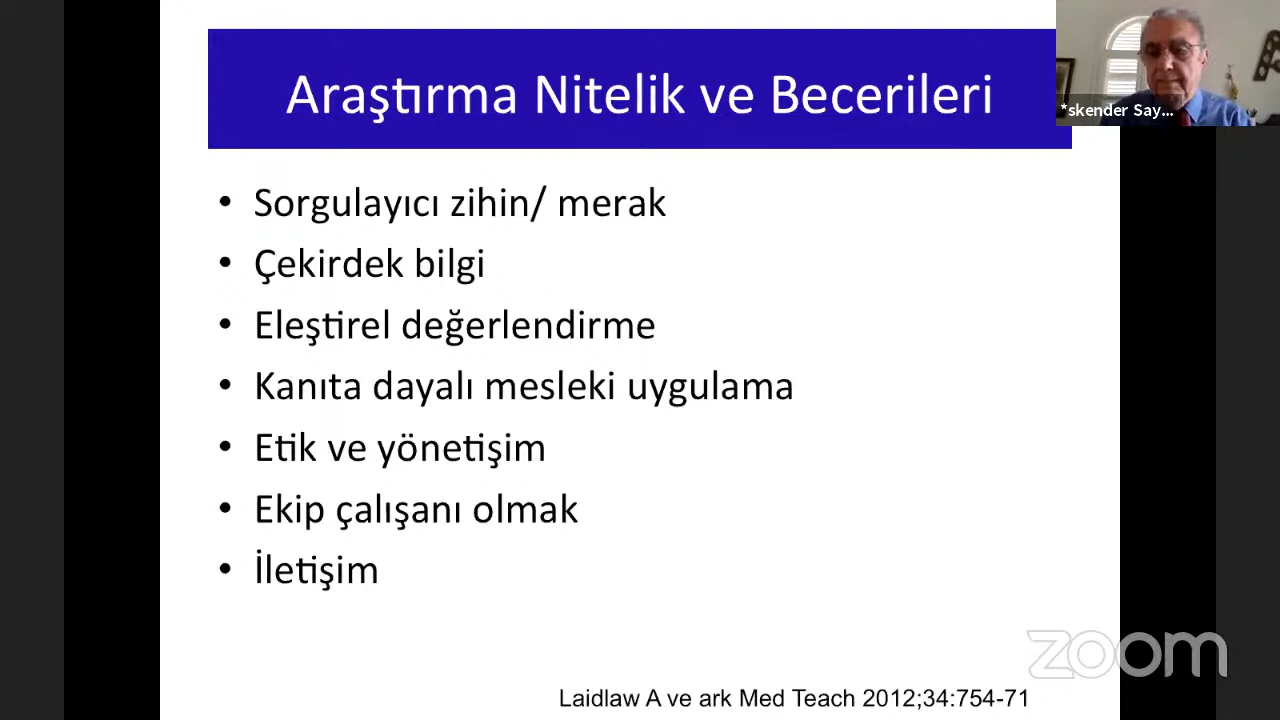 Araştırma Nitelik ve Becerileri
*skender Say...
• Sorgulayıcı zihin/ merak
• Çekirdek bilgi
• Eleştirel değerlendirme
• Kanıta dayalı mesleki uygulama
• Etik ve yönetişim
• Ekip çalışanı olmak
• İletişim
zoom
Laidlaw A ve ark Med Teach 2012;34:754-71